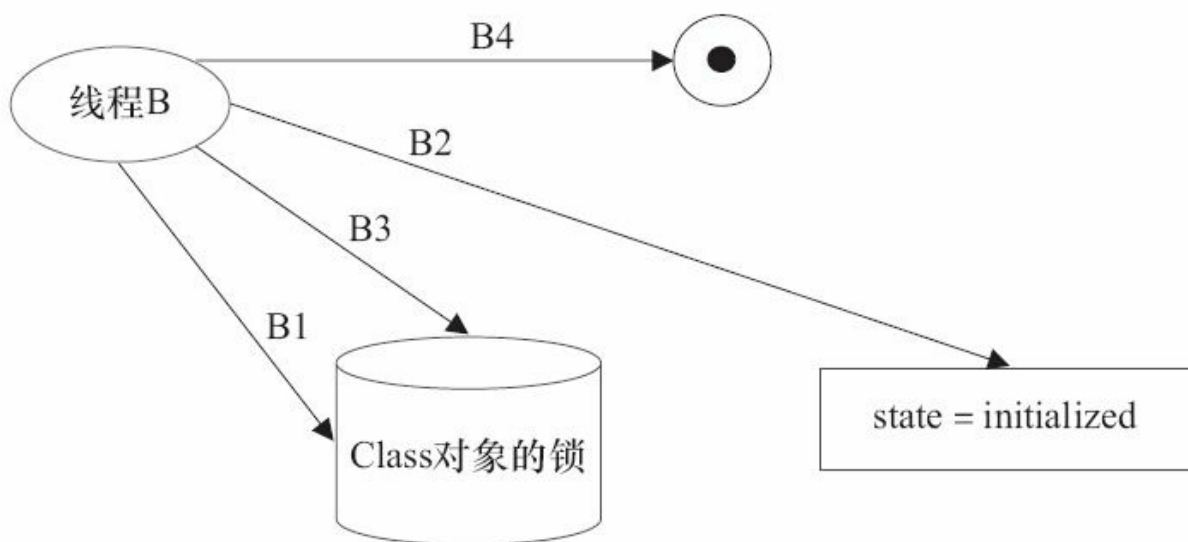 B4
线程B
B2
B3
B1
Class对象的锁
state = initialized